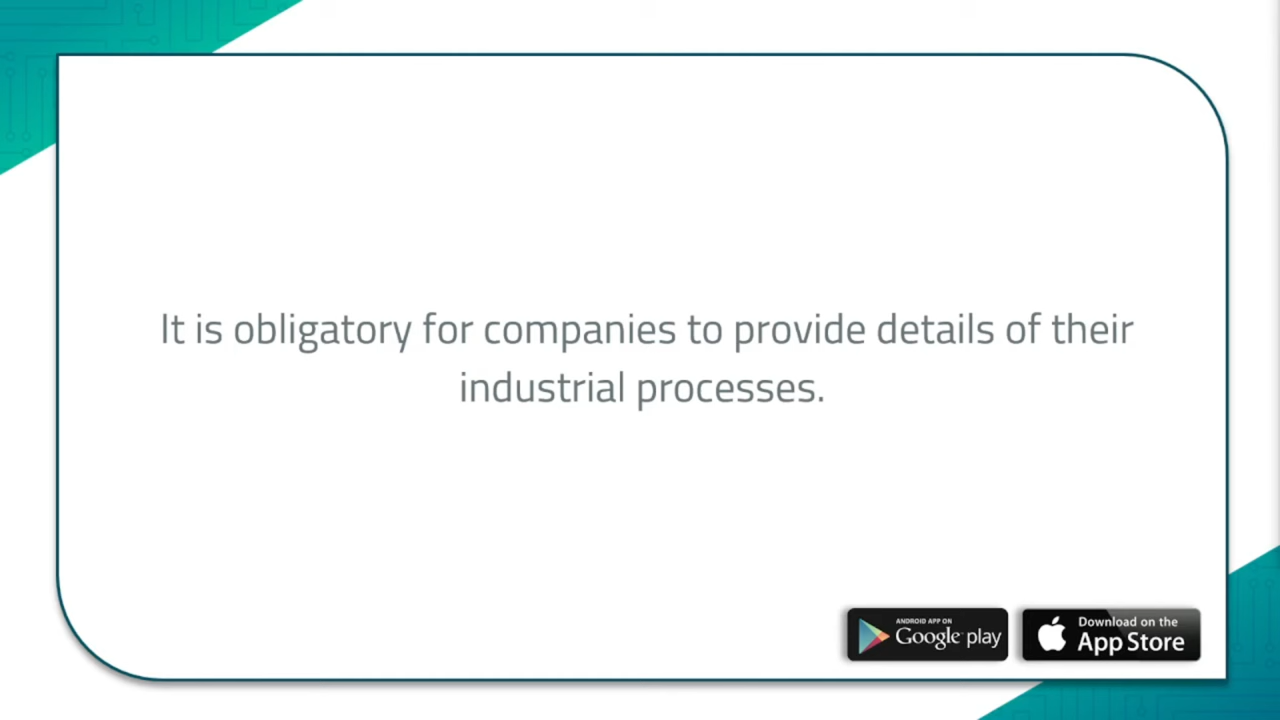 It is obligatory for companies to provide details of their
industrial processes.
ANDROID APP ON
Google play
Download on the
App Store